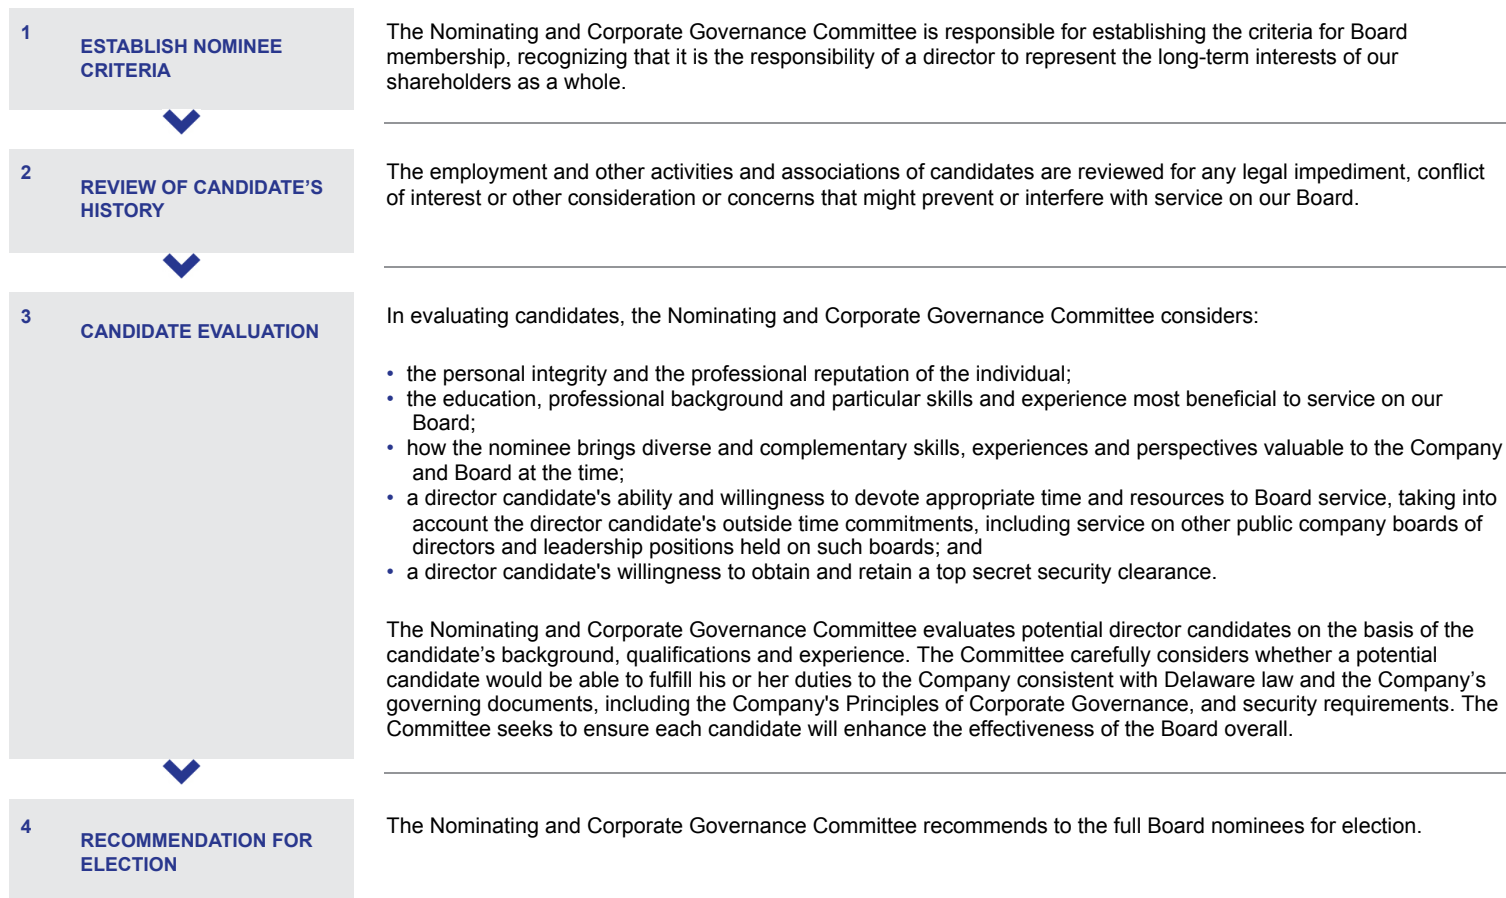 1
ESTABLISH NOMINEE
CRITERIA
The Nominating and Corporate Governance Committee is responsible for establishing the criteria for Board
membership, recognizing that it is the responsibility of a director to represent the long-term interests of our
shareholders as a whole.
2
REVIEW OF CANDIDATE’S
HISTORY
The employment and other activities and associations of candidates are reviewed for any legal impediment, conflict
of interest or other consideration or concerns that might prevent or interfere with service on our Board.
3
CANDIDATE EVALUATION
In evaluating candidates, the Nominating and Corporate Governance Committee considers:
• the personal integrity and the professional reputation of the individual;
• the education, professional background and particular skills and experience most beneficial to service on our
Board;
• how the nominee brings diverse and complementary skills, experiences and perspectives valuable to the Company
and Board at the time;
• a director candidate's ability and willingness to devote appropriate time and resources to Board service, taking into
account the director candidate's outside time commitments, including service on other public company boards of
directors and leadership positions held on such boards; and
• a director candidate's willingness to obtain and retain a top secret security clearance.
The Nominating and Corporate Governance Committee evaluates potential director candidates on the basis of the
candidate’s background, qualifications and experience. The Committee carefully considers whether a potential
candidate would be able to fulfill his or her duties to the Company consistent with Delaware law and the Company’s
governing documents, including the Company's Principles of Corporate Governance, and security requirements. The
Committee seeks to ensure each candidate will enhance the effectiveness of the Board overall.
4
RECOMMENDATION FOR
ELECTION
The Nominating and Corporate Governance Committee recommends to the full Board nominees for election.